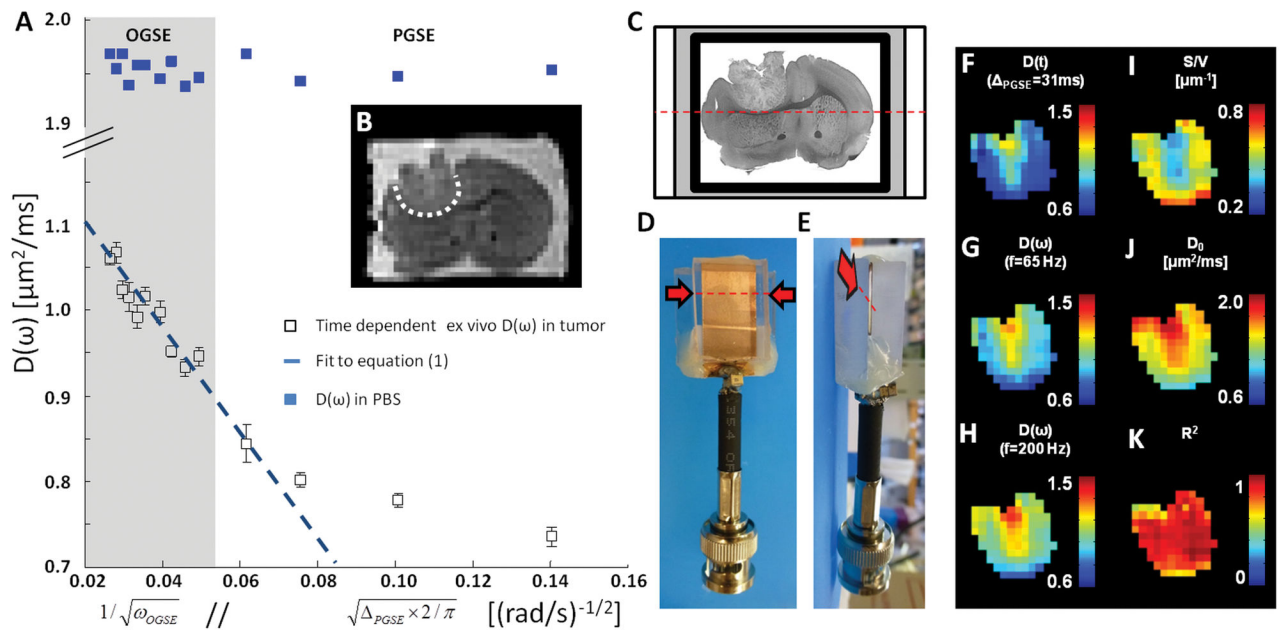 A
OGSE
PGSE
2.0
1.9
1.1
1.0
0.9
0.8
0.7
D(ω) [µm²/ms]
0.02
0.04
0.06
0.08
0.10
0.12
0.14
0.16
1/√ω_OGSE
//
√Δ_PGSE × 2/π
[(rad/s)⁻¹/²]
B
Time dependent ex vivo D(ω) in tumor
Fit to equation (1)
D(ω) in PBS
C
D
E
354
F
D(t)
(Δ_PGSE=31ms)
1.5
0.6
G
D(ω)
(f=65 Hz)
1.5
0.6
H
D(ω)
(f=200 Hz)
1.5
0.6
I
S/V
[µm⁻¹]
0.8
0.2
J
D₀
[µm²/ms]
2.0
0.6
K
R²
1
0